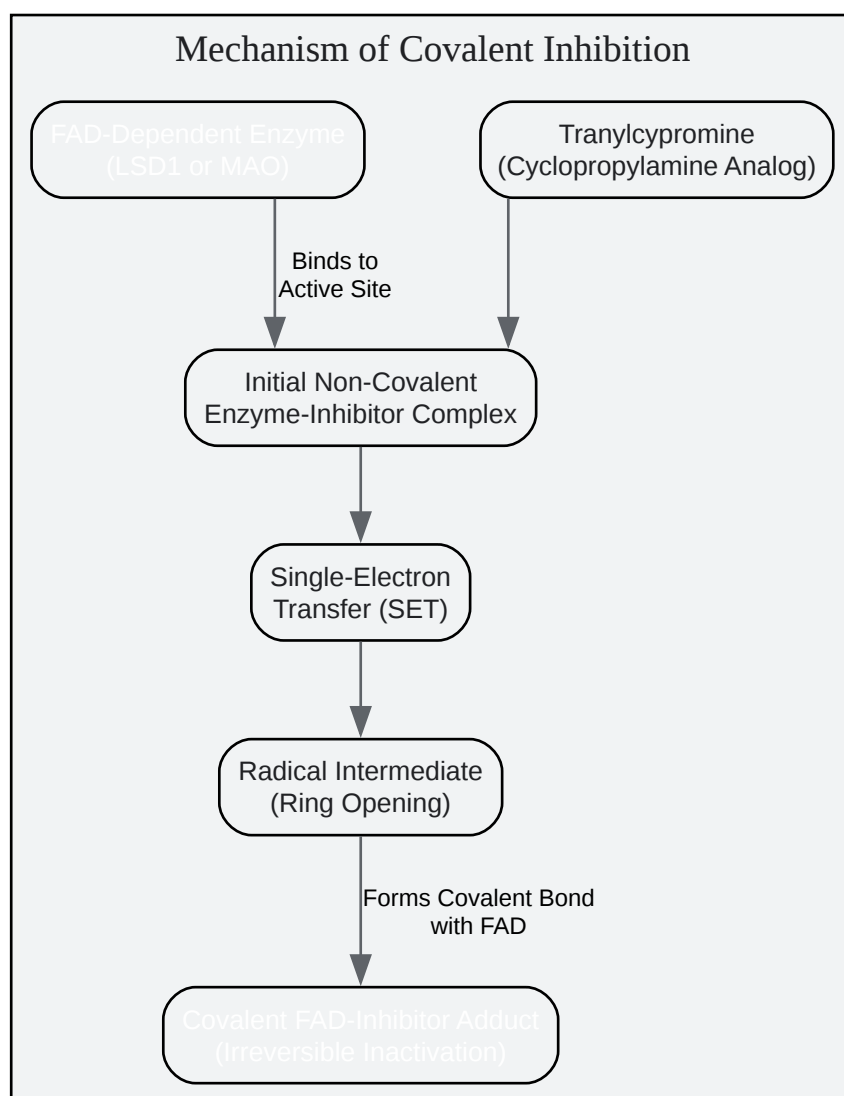 Mechanism of Covalent Inhibition
FAD-Dependent Enzyme
(LSD1 or MAO)
Tranylcypromine
(Cyclopropylamine Analog)
Binds to
Active Site
Initial Non-Covalent
Enzyme-Inhibitor Complex
Single-Electron
Transfer (SET)
Radical Intermediate
(Ring Opening)
Forms Covalent Bond
with FAD
Covalent FAD-Inhibitor Adduct
(Irreversible Inactivation)